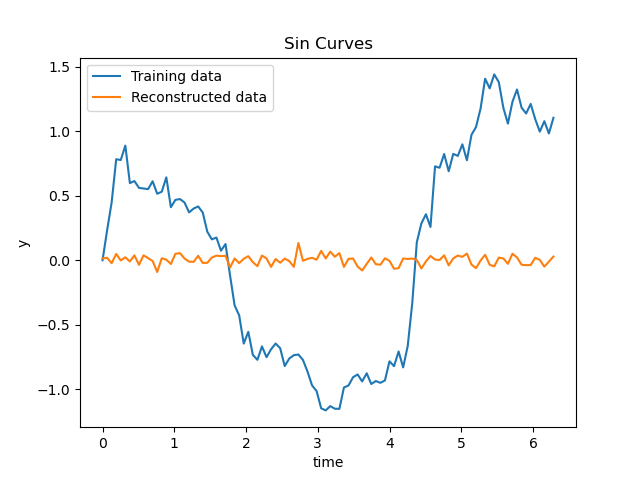 Sin Curves
Training data
Reconstructed data
1.5
1.0
0.5
0.0
−0.5
−1.0
y
0 1 2 3 4 5 6
time